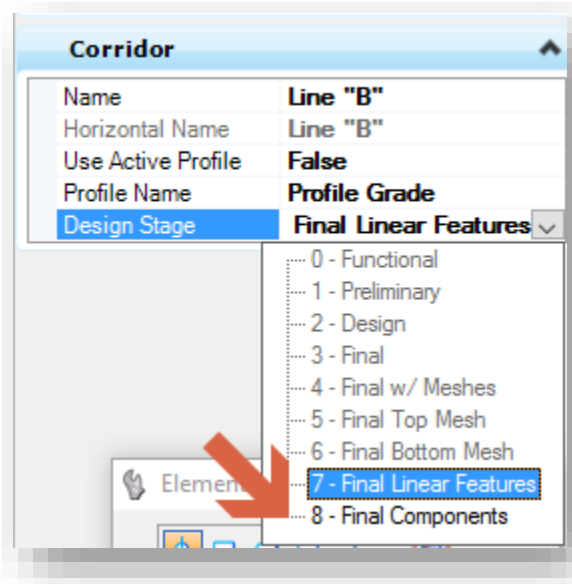 Corridor
Name Line "B"
Horizontal Name Line "B"
Use Active Profile False
Profile Name Profile Grade
Design Stage Final Linear Features
0 - Functional
1 - Preliminary
2 - Design
3 - Final
4 - Final w/ Meshes
5 - Final Top Mesh
6 - Final Bottom Mesh
7 - Final Linear Features
8 - Final Components